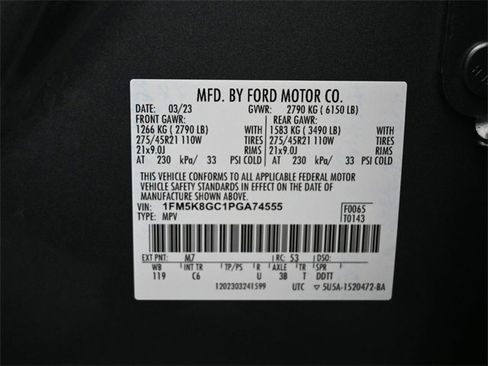 MFD. BY FORD MOTOR CO.
DATE: 03/23 GVWR: 2790 KG ( 6150 LB)
FRONT GAWR: REAR GAWR:
1266 KG ( 2790 LB) WITH 1583 KG ( 3490 LB) WITH
275/45R21 110W TIRES 275/45R21 110W TIRES
21x9.0J RIMS 21x9.0J RIMS
AT 230 kPa/ 33 PSI COLD AT 230 kPa/ 33 PSI COLD
THIS VEHICLE CONFORMS TO ALL APPLICABLE FEDERAL MOTOR
VEHICLE SAFETY STANDARDS IN EFFECT ON THE DATE OF
MANUFACTURE SHOWN ABOVE.
VIN: 1FM5K8GC1PGA74555 F0065
TYPE: MPV T0143
EXT PNT: M7 RC: 53 DSO:
WB INT TR TP/PS R AXLE TR SPR
119 C6 U 3B T DDTT
1202303241599 UTC ▽ 5U5A-1520472-BA